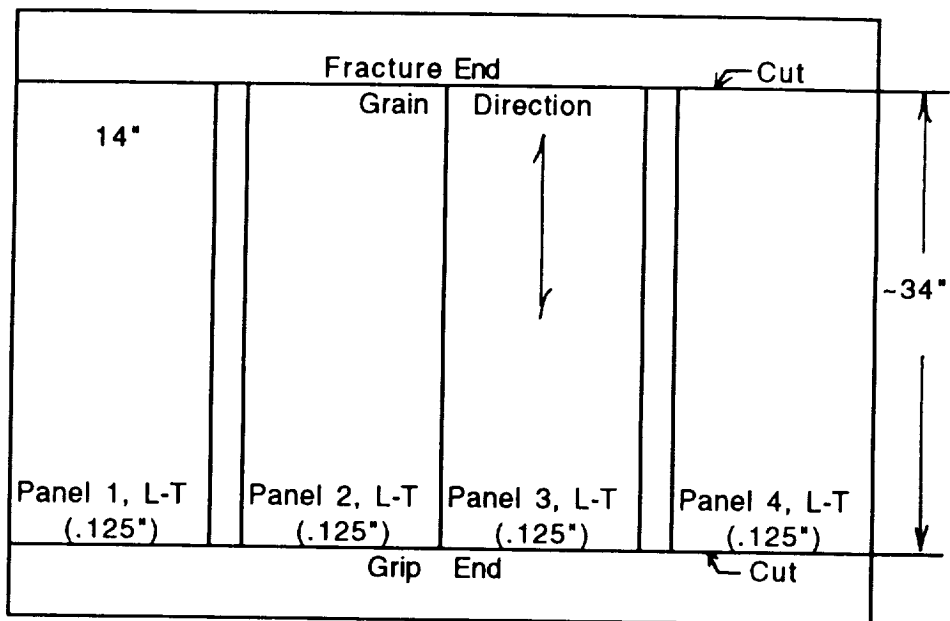 Fracture End
Cut
Grain Direction
14"
~34"
Panel 1, L-T
(.125")
Panel 2, L-T
(.125")
Panel 3, L-T
(.125")
Panel 4, L-T
(.125")
Grip End
Cut